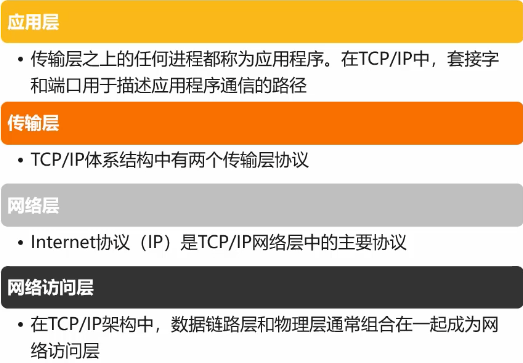 应用层
• 传输层之上的任何进程都称为应用程序。在TCP/IP中，套接字
和端口用于描述应用程序通信的路径
传输层
• TCP/IP体系结构中有两个传输层协议
网络层
• Internet协议（IP）是TCP/IP网络层中的主要协议
网络访问层
• 在TCP/IP架构中，数据链路层和物理层通常组合在一起成为网
络访问层